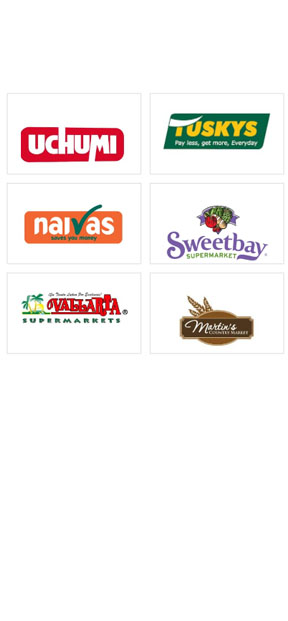 UCHUMI
TUSKYS
Pay less, get more, Everyday
naivas
saves you money
Sweetbay
SUPERMARKET
VALLARTA
SUPERMARKETS
Martin's
COUNTRY MARKET